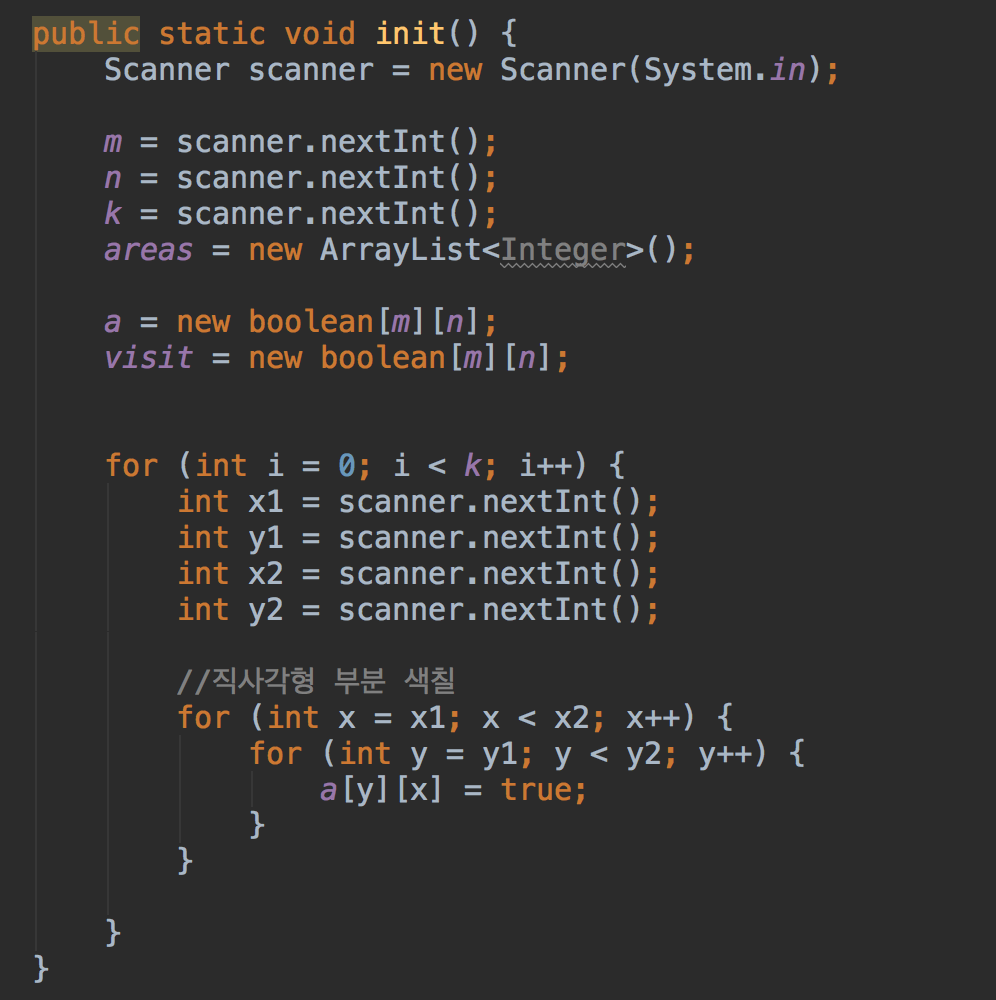 public static void init() {
    Scanner scanner = new Scanner(System.in);
    m = scanner.nextInt();
    n = scanner.nextInt();
    k = scanner.nextInt();
    areas = new ArrayList<Integer>();
    a = new boolean[m][n];
    visit = new boolean[m][n];
    for (int i = 0; i < k; i++) {
        int x1 = scanner.nextInt();
        int y1 = scanner.nextInt();
        int x2 = scanner.nextInt();
        int y2 = scanner.nextInt();
        //직사각형 부분 색칠
        for (int x = x1; x < x2; x++) {
            for (int y = y1; y < y2; y++) {
                a[y][x] = true;
            }
        }
    }
}